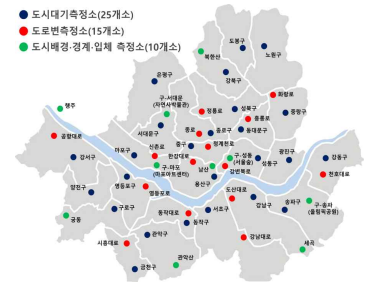 도시대기측정소(25개소)
도로변측정소(15개소)
도시배경·경계·입체 측정소(10개소)
도봉구
북한산
노원구
강북구
은평구
화랑로
행주
구·서대문
(자연사박물관)
정릉로
성북구
홍릉로
중랑구
공항대로
서대문구
종로
종로구
동대문구
강서구
마포구
신촌로
중구
청계천로
한강대로
구·마포
(마포아트센터)
남산
구·성동
(서울숲)
성동구
광진구
강동구
천호대로
강변북로
양천구
영등포구
영등포로
용산구
도산대로
강남구
송파구
구·송파
(올림픽공원)
궁동
구로구
동작대로
서초구
동작구
시흥대로
관악구
강남대로
세곡
금천구
관악산